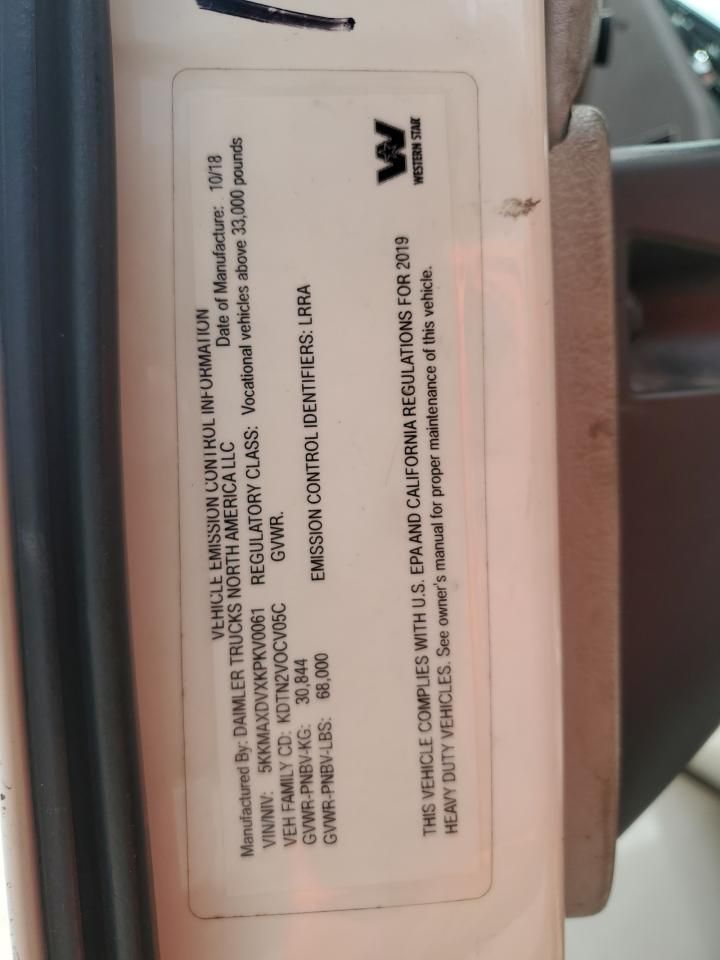 VEHICLE EMISSION CONTROL INFORMATION
Manufactured By: DAIMLER TRUCKS NORTH AMERICA LLC Date of Manufacture: 10/18
VIN/NIV: 5KKMAXDVXKPKV0061 REGULATORY CLASS: Vocational vehicles above 33,000 pounds
VEH FAMILY CD: KDTN2VOCV05C GVWR.
GVWR-PNBV-KG: 30,844
GVWR-PNBV-LBS: 68,000 EMISSION CONTROL IDENTIFIERS: LRRA
WESTERN STAR
THIS VEHICLE COMPLIES WITH U.S. EPA AND CALIFORNIA REGULATIONS FOR 2019
HEAVY DUTY VEHICLES. See owner's manual for proper maintenance of this vehicle.